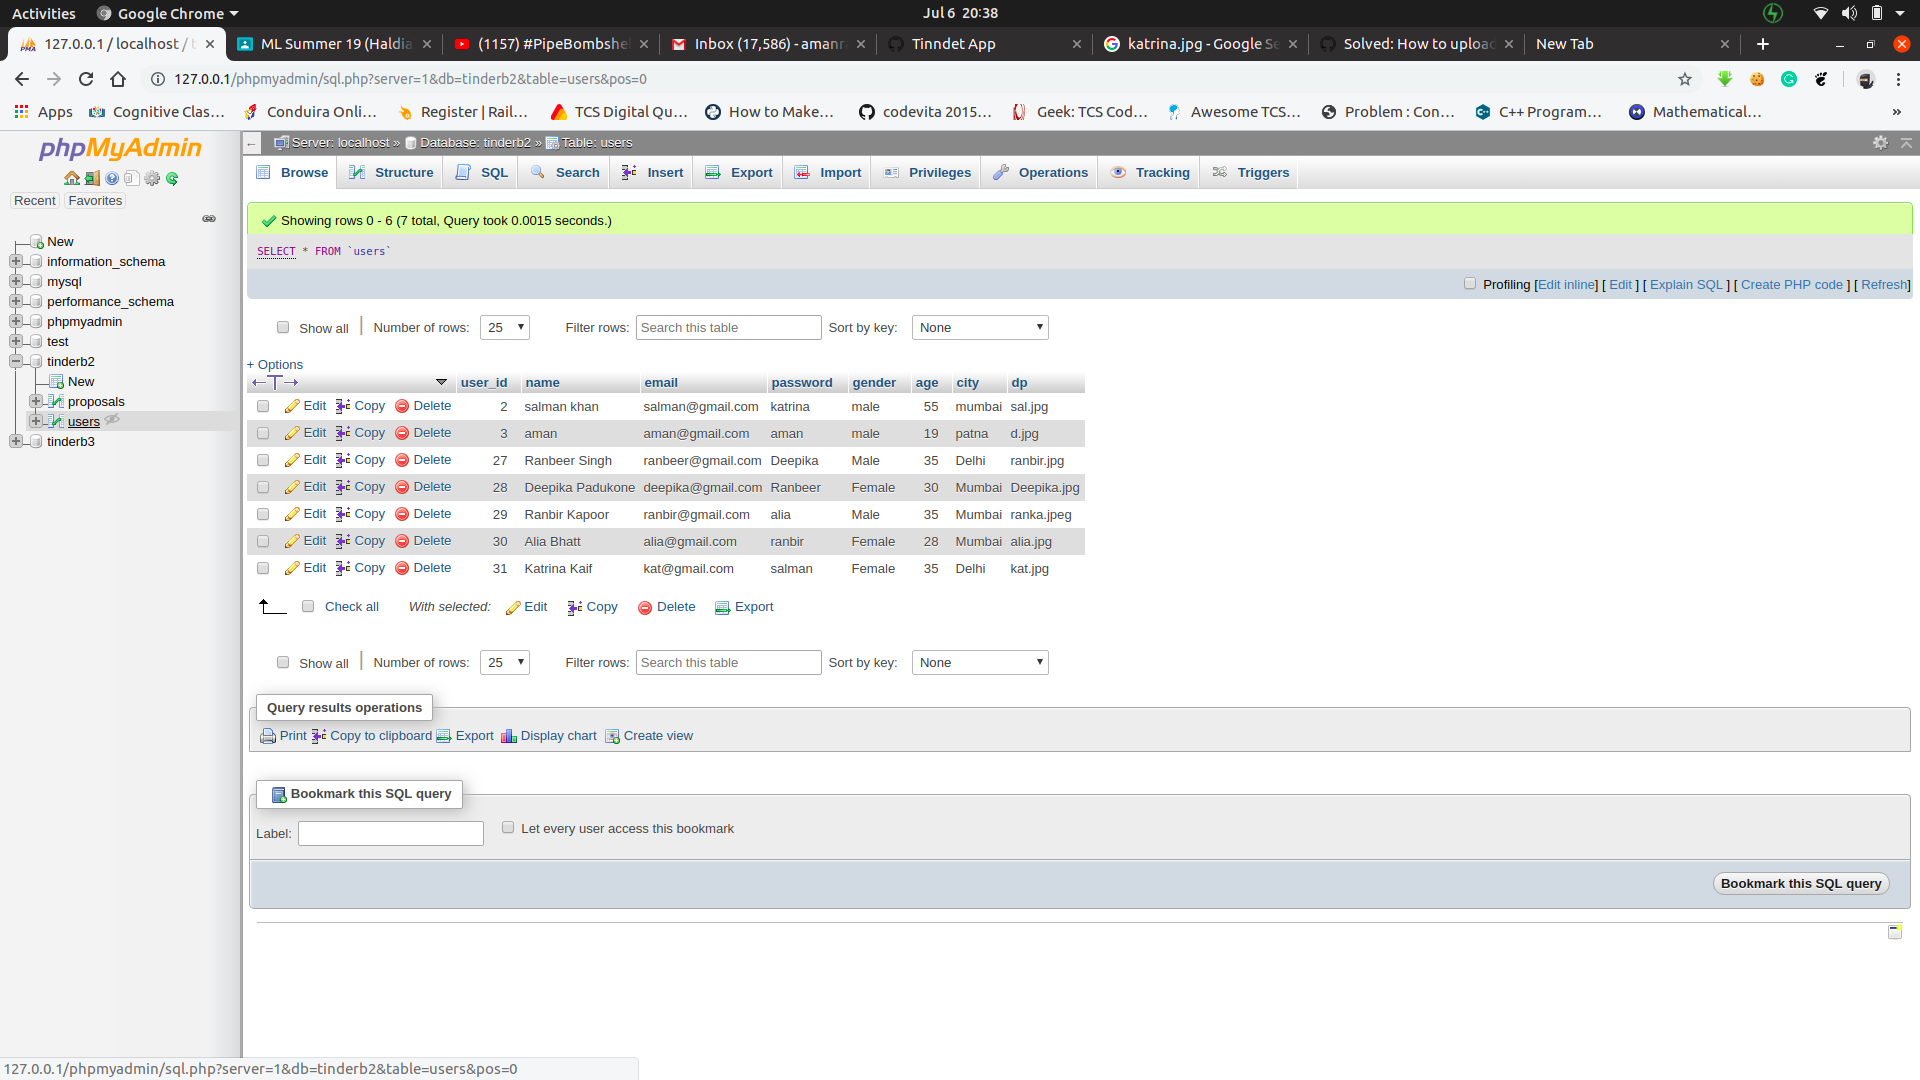 Activities Google Chrome Jul 6 20:38
127.0.0.1 / localhost / t ML Summer 19 (Haldia (1157) #PipeBombshe Inbox (17,586) - amanr Tinndet App katrina.jpg - Google Se Solved: How to uploa New Tab
127.0.0.1/phpmyadmin/sql.php?server=1&db=tinderb2&table=users&pos=0
Apps Cognitive Clas... Conduira Onli... Register | Rail... TCS Digital Qu... How to Make... codevita 2015... Geek: TCS Cod... Awesome TCS... Problem : Con... C++ Program... Mathematical... »
phpMyAdmin
Recent Favorites
New
information_schema
mysql
performance_schema
phpmyadmin
test
tinderb2
New
proposals
users
tinderb3
Server: localhost » Database: tinderb2 » Table: users
Browse Structure SQL Search Insert Export Import Privileges Operations Tracking Triggers
Showing rows 0 - 6 (7 total, Query took 0.0015 seconds.)
SELECT * FROM `users`
Profiling [Edit inline] [ Edit ] [ Explain SQL ] [ Create PHP code ] [ Refresh]
Show all Number of rows: 25 Filter rows: Search this table Sort by key: None
+ Options
←T→ user_id name email password gender age city dp
Edit Copy Delete 2 salman khan salman@gmail.com katrina male 55 mumbai sal.jpg
Edit Copy Delete 3 aman aman@gmail.com aman male 19 patna d.jpg
Edit Copy Delete 27 Ranbeer Singh ranbeer@gmail.com Deepika Male 35 Delhi ranbir.jpg
Edit Copy Delete 28 Deepika Padukone deepika@gmail.com Ranbeer Female 30 Mumbai Deepika.jpg
Edit Copy Delete 29 Ranbir Kapoor ranbir@gmail.com alia Male 35 Mumbai ranka.jpeg
Edit Copy Delete 30 Alia Bhatt alia@gmail.com ranbir Female 28 Mumbai alia.jpg
Edit Copy Delete 31 Katrina Kaif kat@gmail.com salman Female 35 Delhi kat.jpg
Check all With selected: Edit Copy Delete Export
Show all Number of rows: 25 Filter rows: Search this table Sort by key: None
Query results operations
Print Copy to clipboard Export Display chart Create view
Bookmark this SQL query
Label: Let every user access this bookmark
Bookmark this SQL query
127.0.0.1/phpmyadmin/sql.php?server=1&db=tinderb2&table=users&pos=0